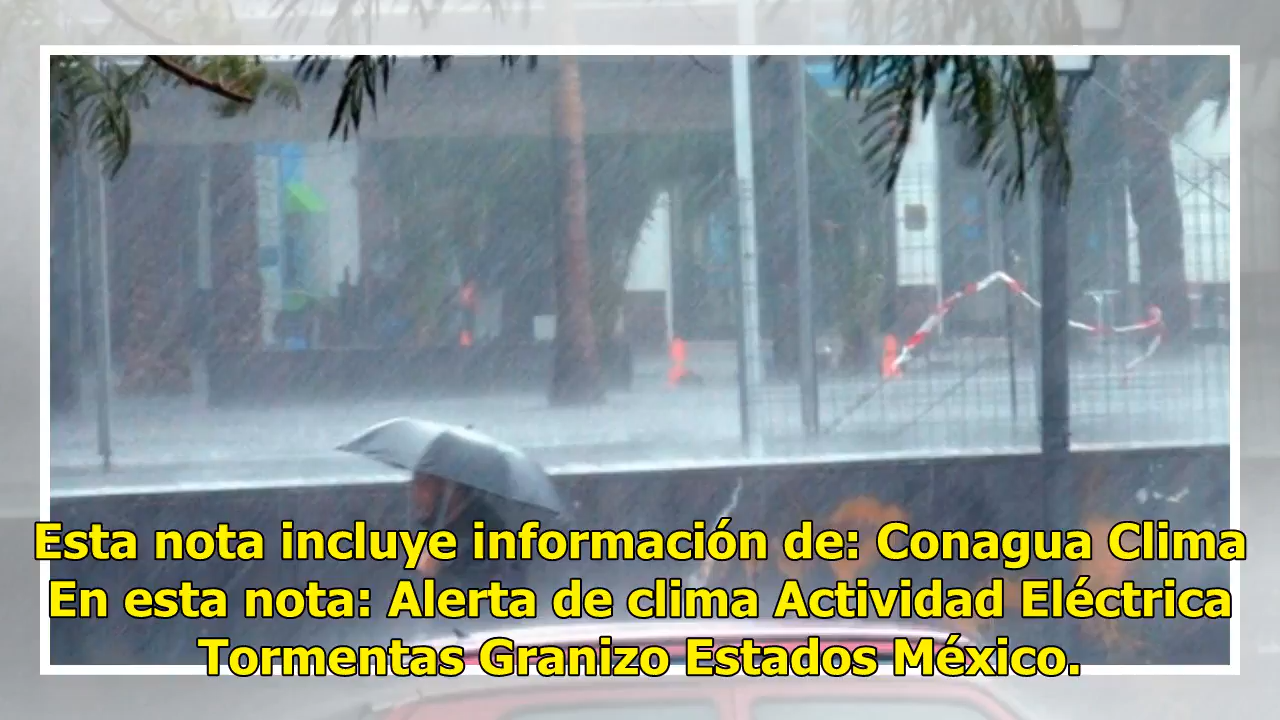 Esta nota incluye información de: Conagua Clima
En esta nota: Alerta de clima Actividad Eléctrica
Tormentas Granizo Estados México.